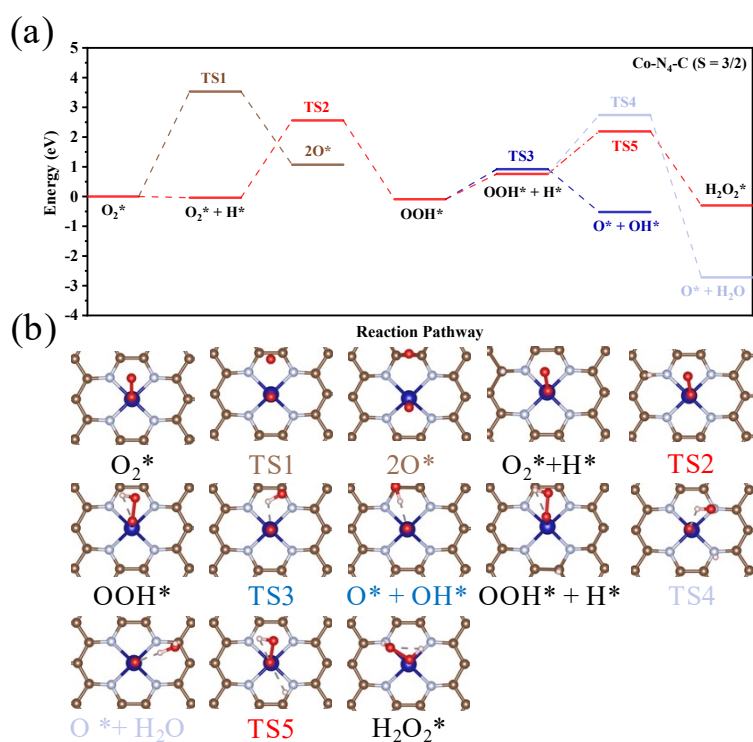 (a)
Co-N₄-C (S = 3/2)
Energy (eV)
5
4
3
2
1
0
-1
-2
-3
-4
TS1
TS2
2O*
O₂*
O₂* + H*
OOH*
TS3
OOH* + H*
TS4
TS5
O* + OH*
H₂O₂*
O* + H₂O
Reaction Pathway
(b)
O₂* TS1 2O* O₂*+H* TS2
OOH* TS3 O* + OH* OOH* + H* TS4
O *+ H₂O TS5 H₂O₂*